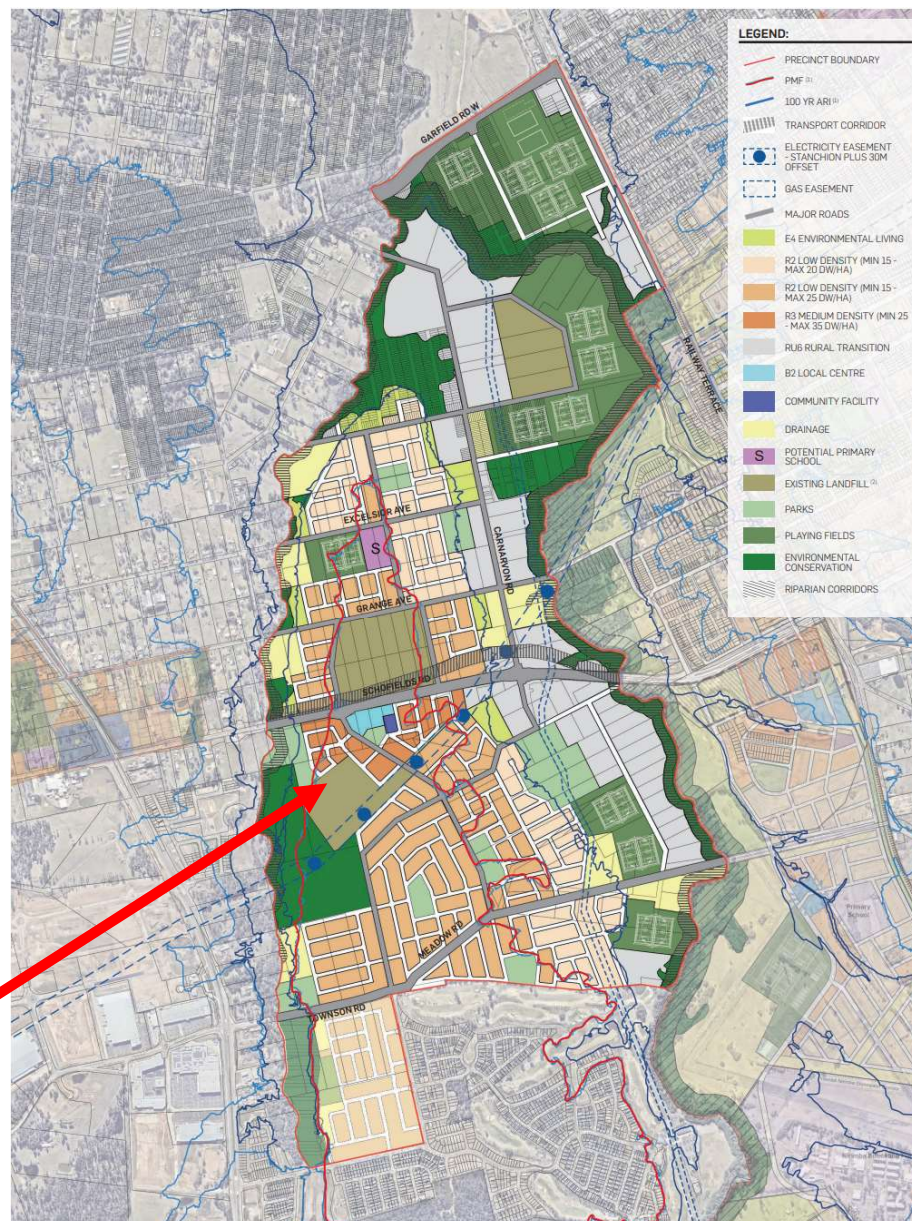 LEGEND:
PRECINCT BOUNDARY
PMF (1)
100 YR ARI (1)
TRANSPORT CORRIDOR
ELECTRICITY EASEMENT
- STANCHION PLUS 30M
OFFSET
GAS EASEMENT
MAJOR ROADS
E4 ENVIRONMENTAL LIVING
R2 LOW DENSITY (MIN 15 -
MAX 20 DW/HA)
R2 LOW DENSITY (MIN 15 -
MAX 25 DW/HA)
R3 MEDIUM DENSITY (MIN 25
- MAX 35 DW/HA)
RU6 RURAL TRANSITION
B2 LOCAL CENTRE
COMMUNITY FACILITY
DRAINAGE
S
POTENTIAL PRIMARY
SCHOOL
EXISTING LANDFILL
PARKS
PLAYING FIELDS
ENVIRONMENTAL
CONSERVATION
RIPARIAN CORRIDORS
GARFIELD RD W
RAILWAY TERRACE
EXCELSIOR AVE
CARNARVON RD
S
GRANGE AVE
SCHOFIELDS RD
MEADOW RD
TOWNSON RD
Primary
School